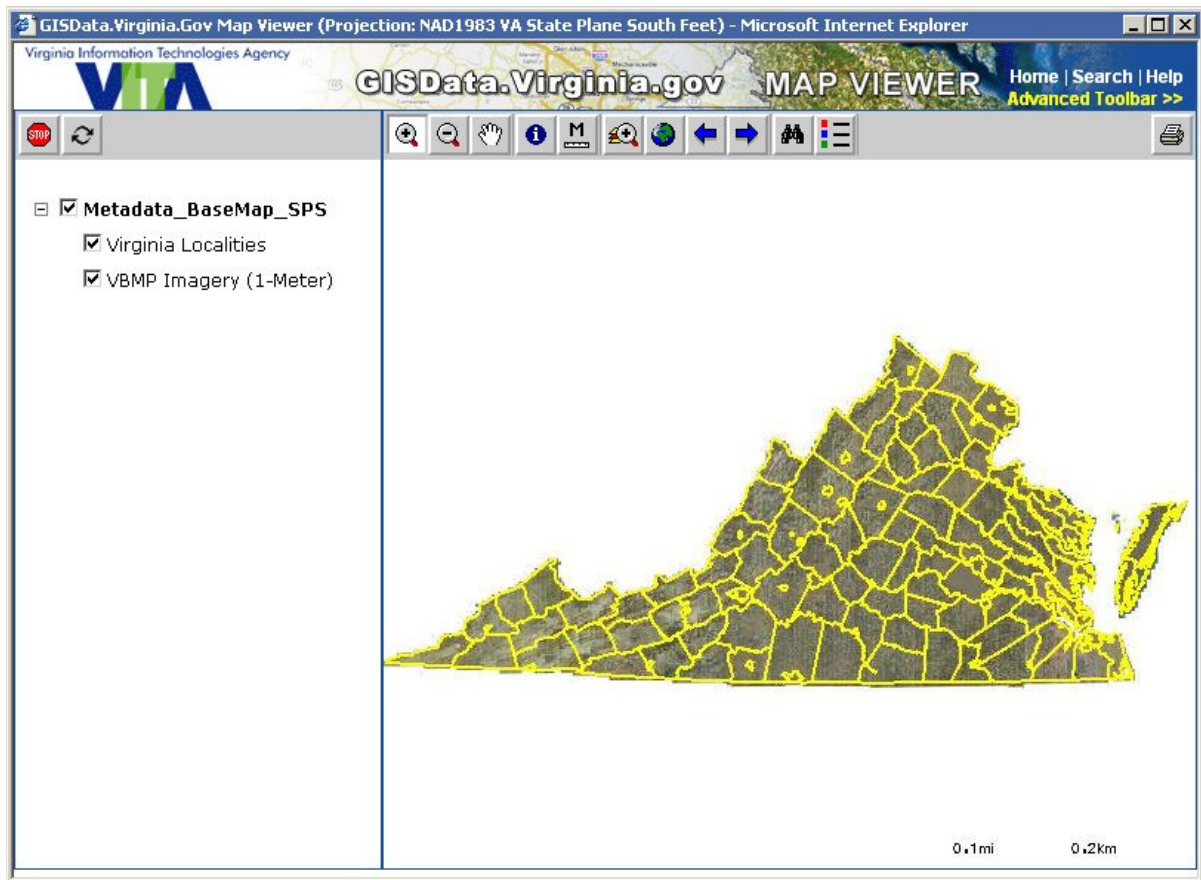 GISData.Virginia.Gov Map Viewer (Projection: NAD1983 VA State Plane South Feet) - Microsoft Internet Explorer
Virginia Information Technologies Agency
VITA
GISData.Virginia.gov MAP VIEWER
Home | Search | Help
Advanced Toolbar >>
STOP
M
Metadata_BaseMap_SPS
Virginia Localities
VBMP Imagery (1-Meter)
0.1mi 0.2km